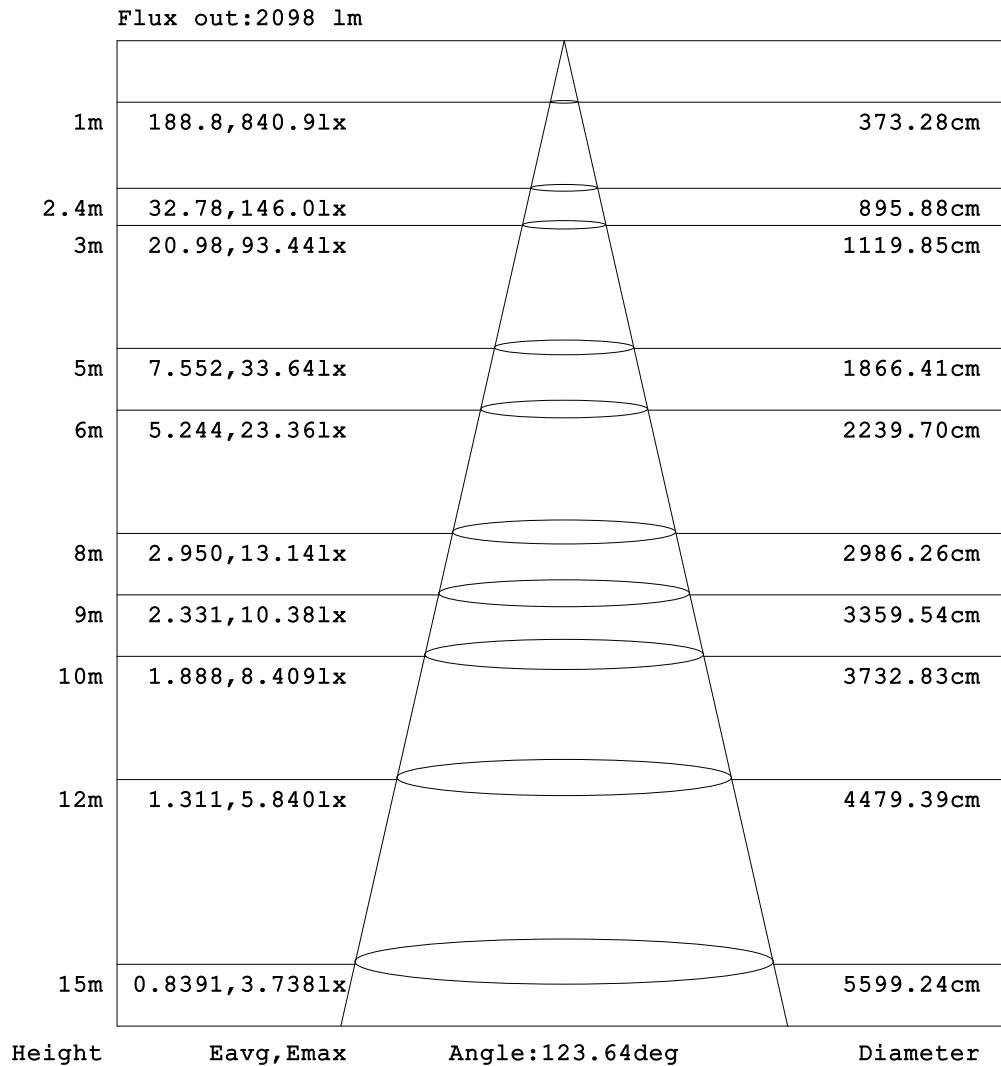 Flux out:2098 lm
1m 188.8,840.9lx 373.28cm
2.4m 32.78,146.0lx 895.88cm
3m 20.98,93.44lx 1119.85cm
5m 7.552,33.64lx 1866.41cm
6m 5.244,23.36lx 2239.70cm
8m 2.950,13.14lx 2986.26cm
9m 2.331,10.38lx 3359.54cm
10m 1.888,8.409lx 3732.83cm
12m 1.311,5.840lx 4479.39cm
15m 0.8391,3.738lx 5599.24cm
Height Eavg,Emax Angle:123.64deg Diameter